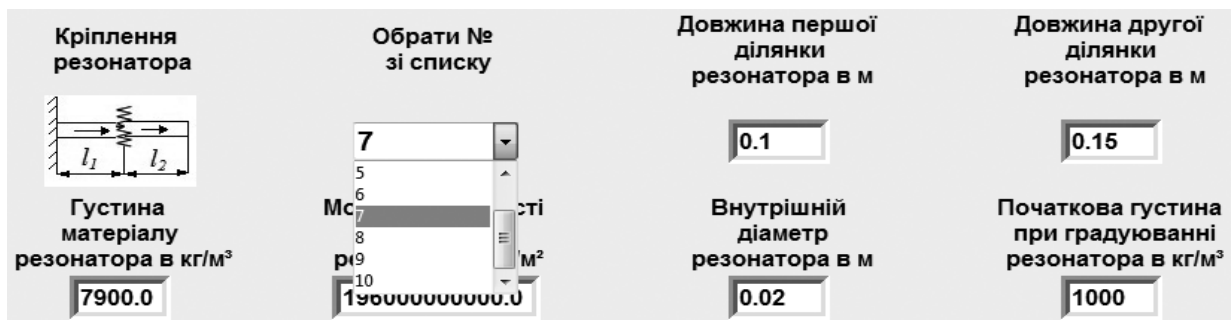 Кріплення
резонатора
Обрати №
зі списку
Довжина першої
ділянки
резонатора в м
Довжина другої
ділянки
резонатора в м
l₁
l₂
7
5
6
7
8
9
10
0.1
0.15
Густина
матеріалу
резонатора в кг/м³
7900.0
196000000000.0
Внутрішній
діаметр
резонатора в м
0.02
Початкова густина
при градуюванні
резонатора в кг/м³
1000